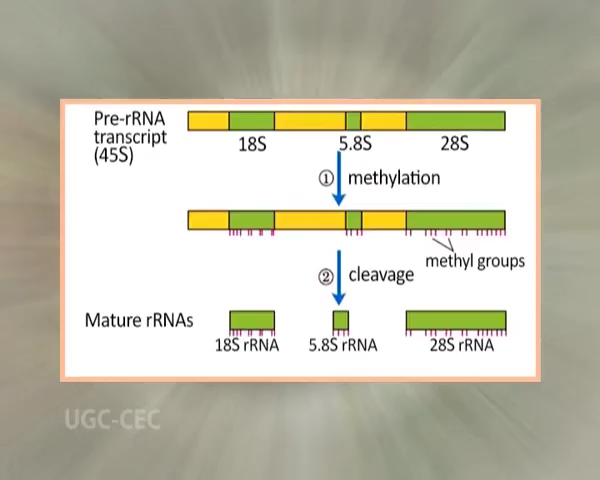 Pre-rRNA
transcript
(45S)
18S 5.8S 28S
① methylation
methyl groups
② cleavage
Mature rRNAs
18S rRNA 5.8S rRNA 28S rRNA
UGC-CEC